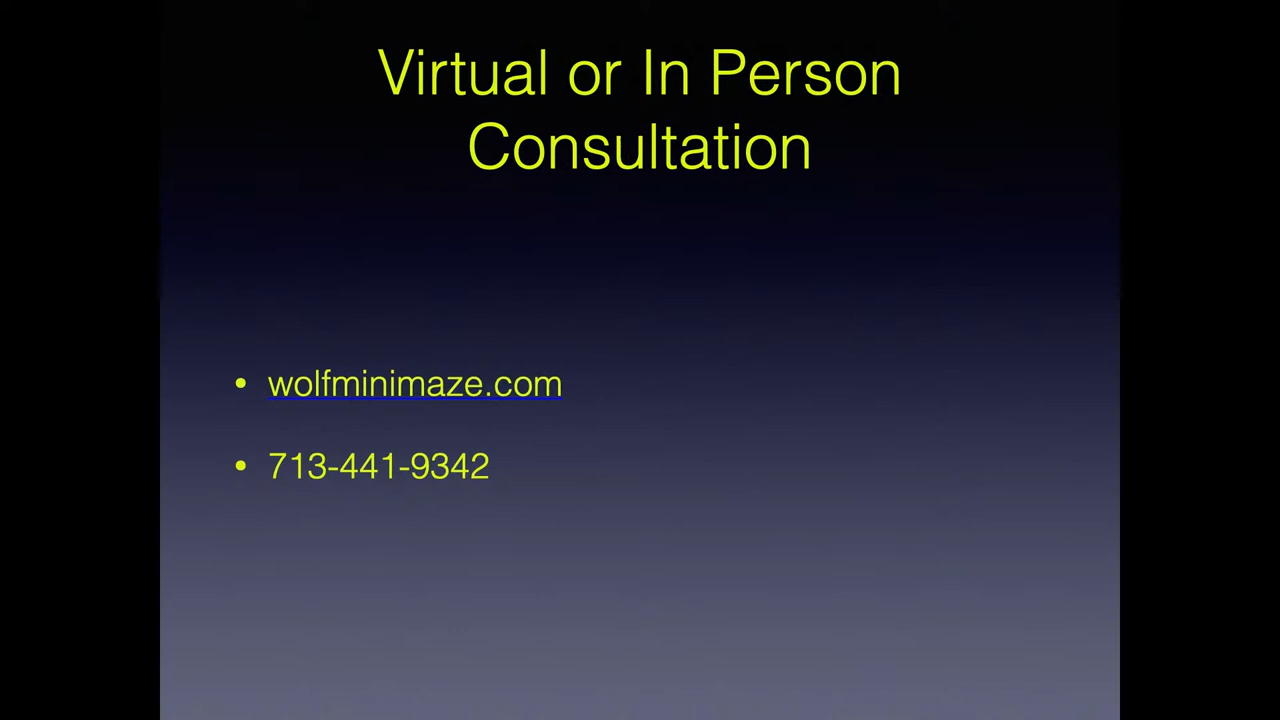 Virtual or In Person
Consultation
• wolfminimaze.com
• 713-441-9342